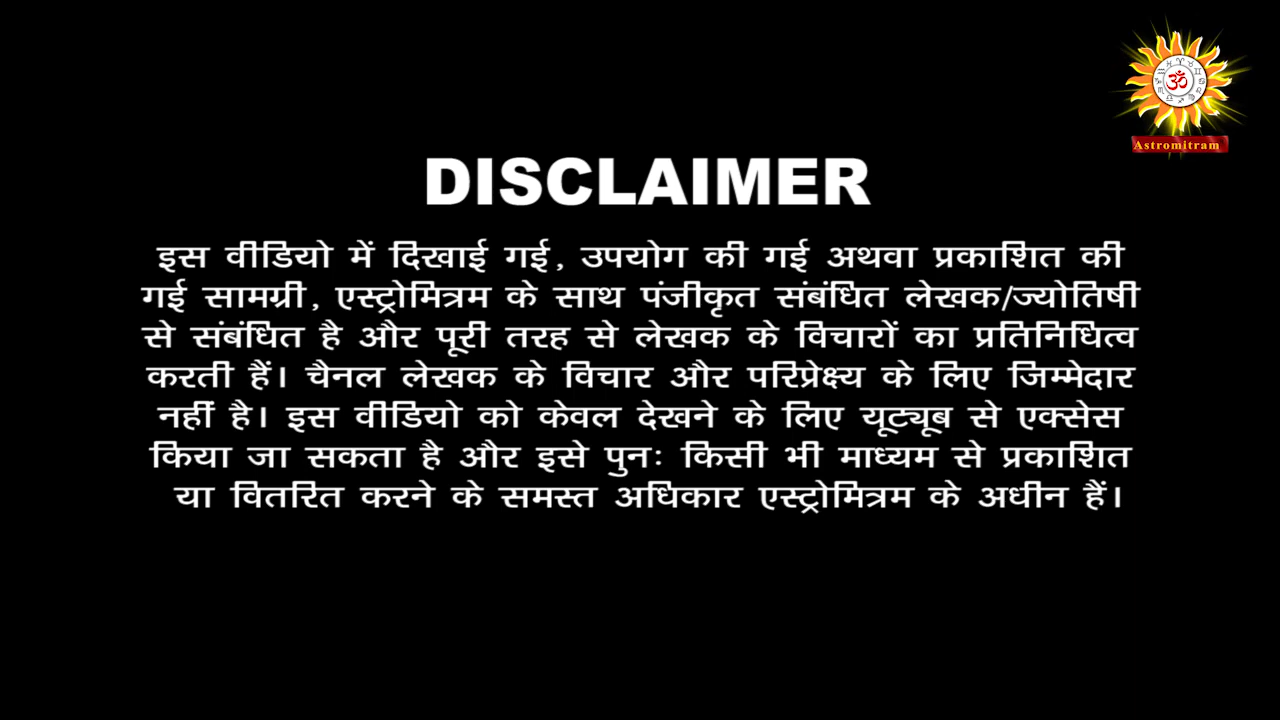 Astromitram
DISCLAIMER
इस वीडियो में दिखाई गई, उपयोग की गई अथवा प्रकाशित की
गई सामग्री, एस्ट्रोमित्रम के साथ पंजीकृत संबंधित लेखक/ज्योतिषी
से संबंधित है और पूरी तरह से लेखक के विचारों का प्रतिनिधित्व
करती हैं। चैनल लेखक के विचार और परिप्रेक्ष्य के लिए जिम्मेदार
नहीं है। इस वीडियो को केवल देखने के लिए यूट्यूब से एक्सेस
किया जा सकता है और इसे पुनः किसी भी माध्यम से प्रकाशित
या वितरित करने के समस्त अधिकार एस्ट्रोमित्रम के अधीन हैं।